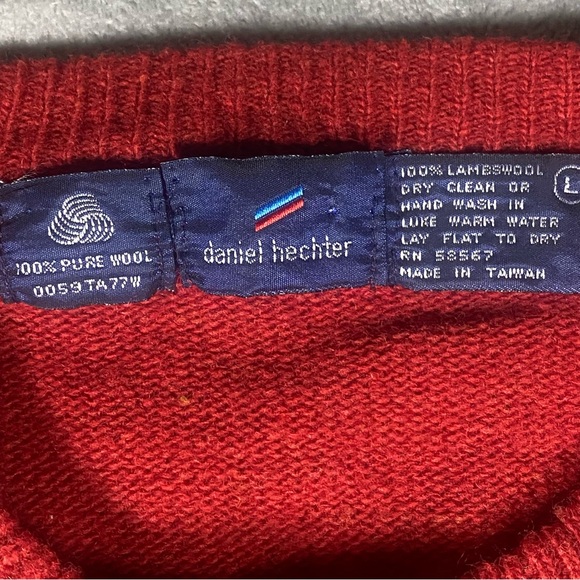 100% PURE WOOL
0059TA77W
daniel hechter
100% LAMBSWOOL
DRY CLEAN OR
HAND WASH IN
LUKE WARM WATER
LAY FLAT TO DRY
RN 58567
MADE IN TAIWAN
L